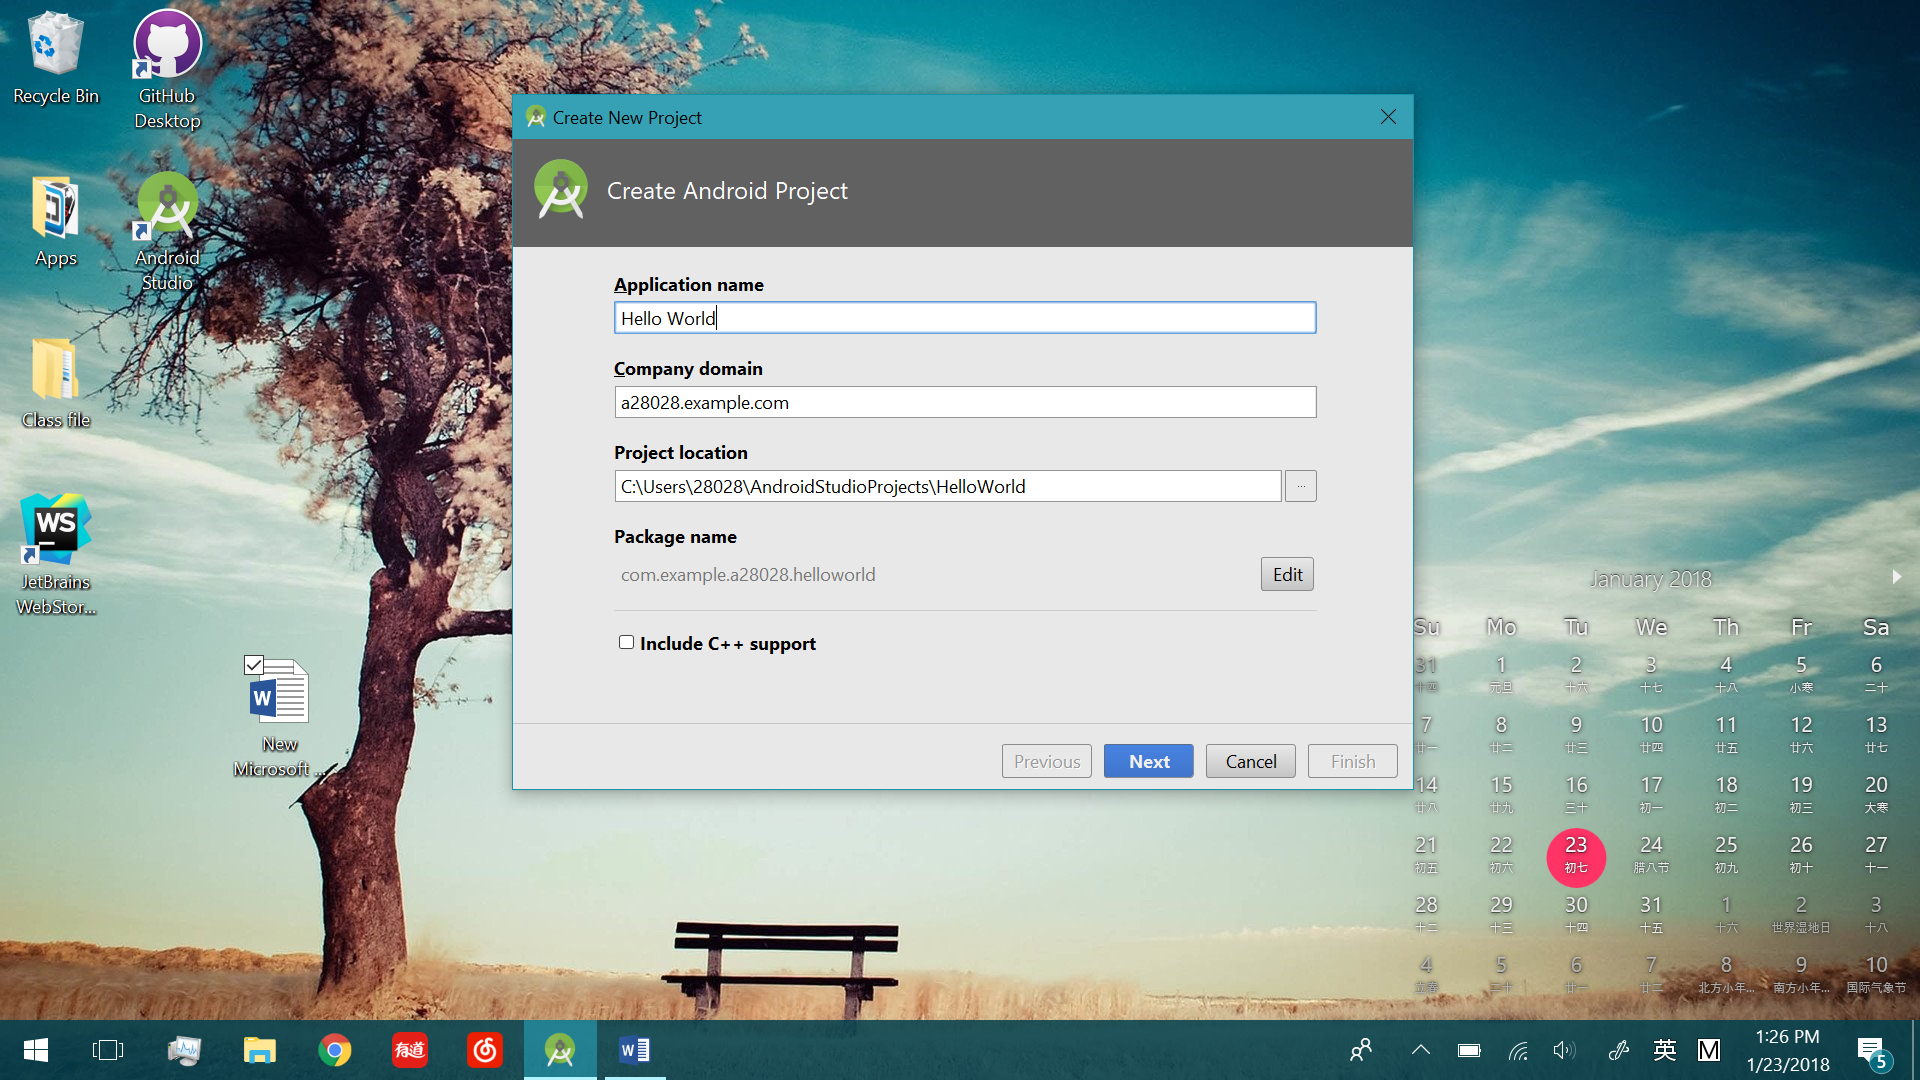 Recycle Bin
GitHub
Desktop
Apps
Android
Studio
Class file
WS
JetBrains
WebStor...
W
New
Microsoft ...
Create New Project
Create Android Project
Application name
Hello World
Company domain
a28028.example.com
Project location
C:\Users\28028\AndroidStudioProjects\HelloWorld
...
Package name
com.example.a28028.helloworld
Edit
Include C++ support
Previous Next Cancel Finish
January 2018
Su Mo Tu We Th Fr Sa
31 1 2 3 4 5 6
十四 元旦 十六 十七 十八 小寒 二十
7 8 9 10 11 12 13
廿一 廿二 廿三 廿四 廿五 廿六 廿七
14 15 16 17 18 19 20
廿八 廿九 三十 初一 初二 初三 大寒
21 22 23 24 25 26 27
初五 初六 初七 腊八节 初九 初十 十一
28 29 30 31 1 2 3
十二 十三 十四 十五 十六 世界湿地日 十八
4 5 6 7 8 9 10
立春 二十 廿一 廿二 北方小年... 南方小年... 国际气象节
有道
W
英
M
1:26 PM
1/23/2018
5